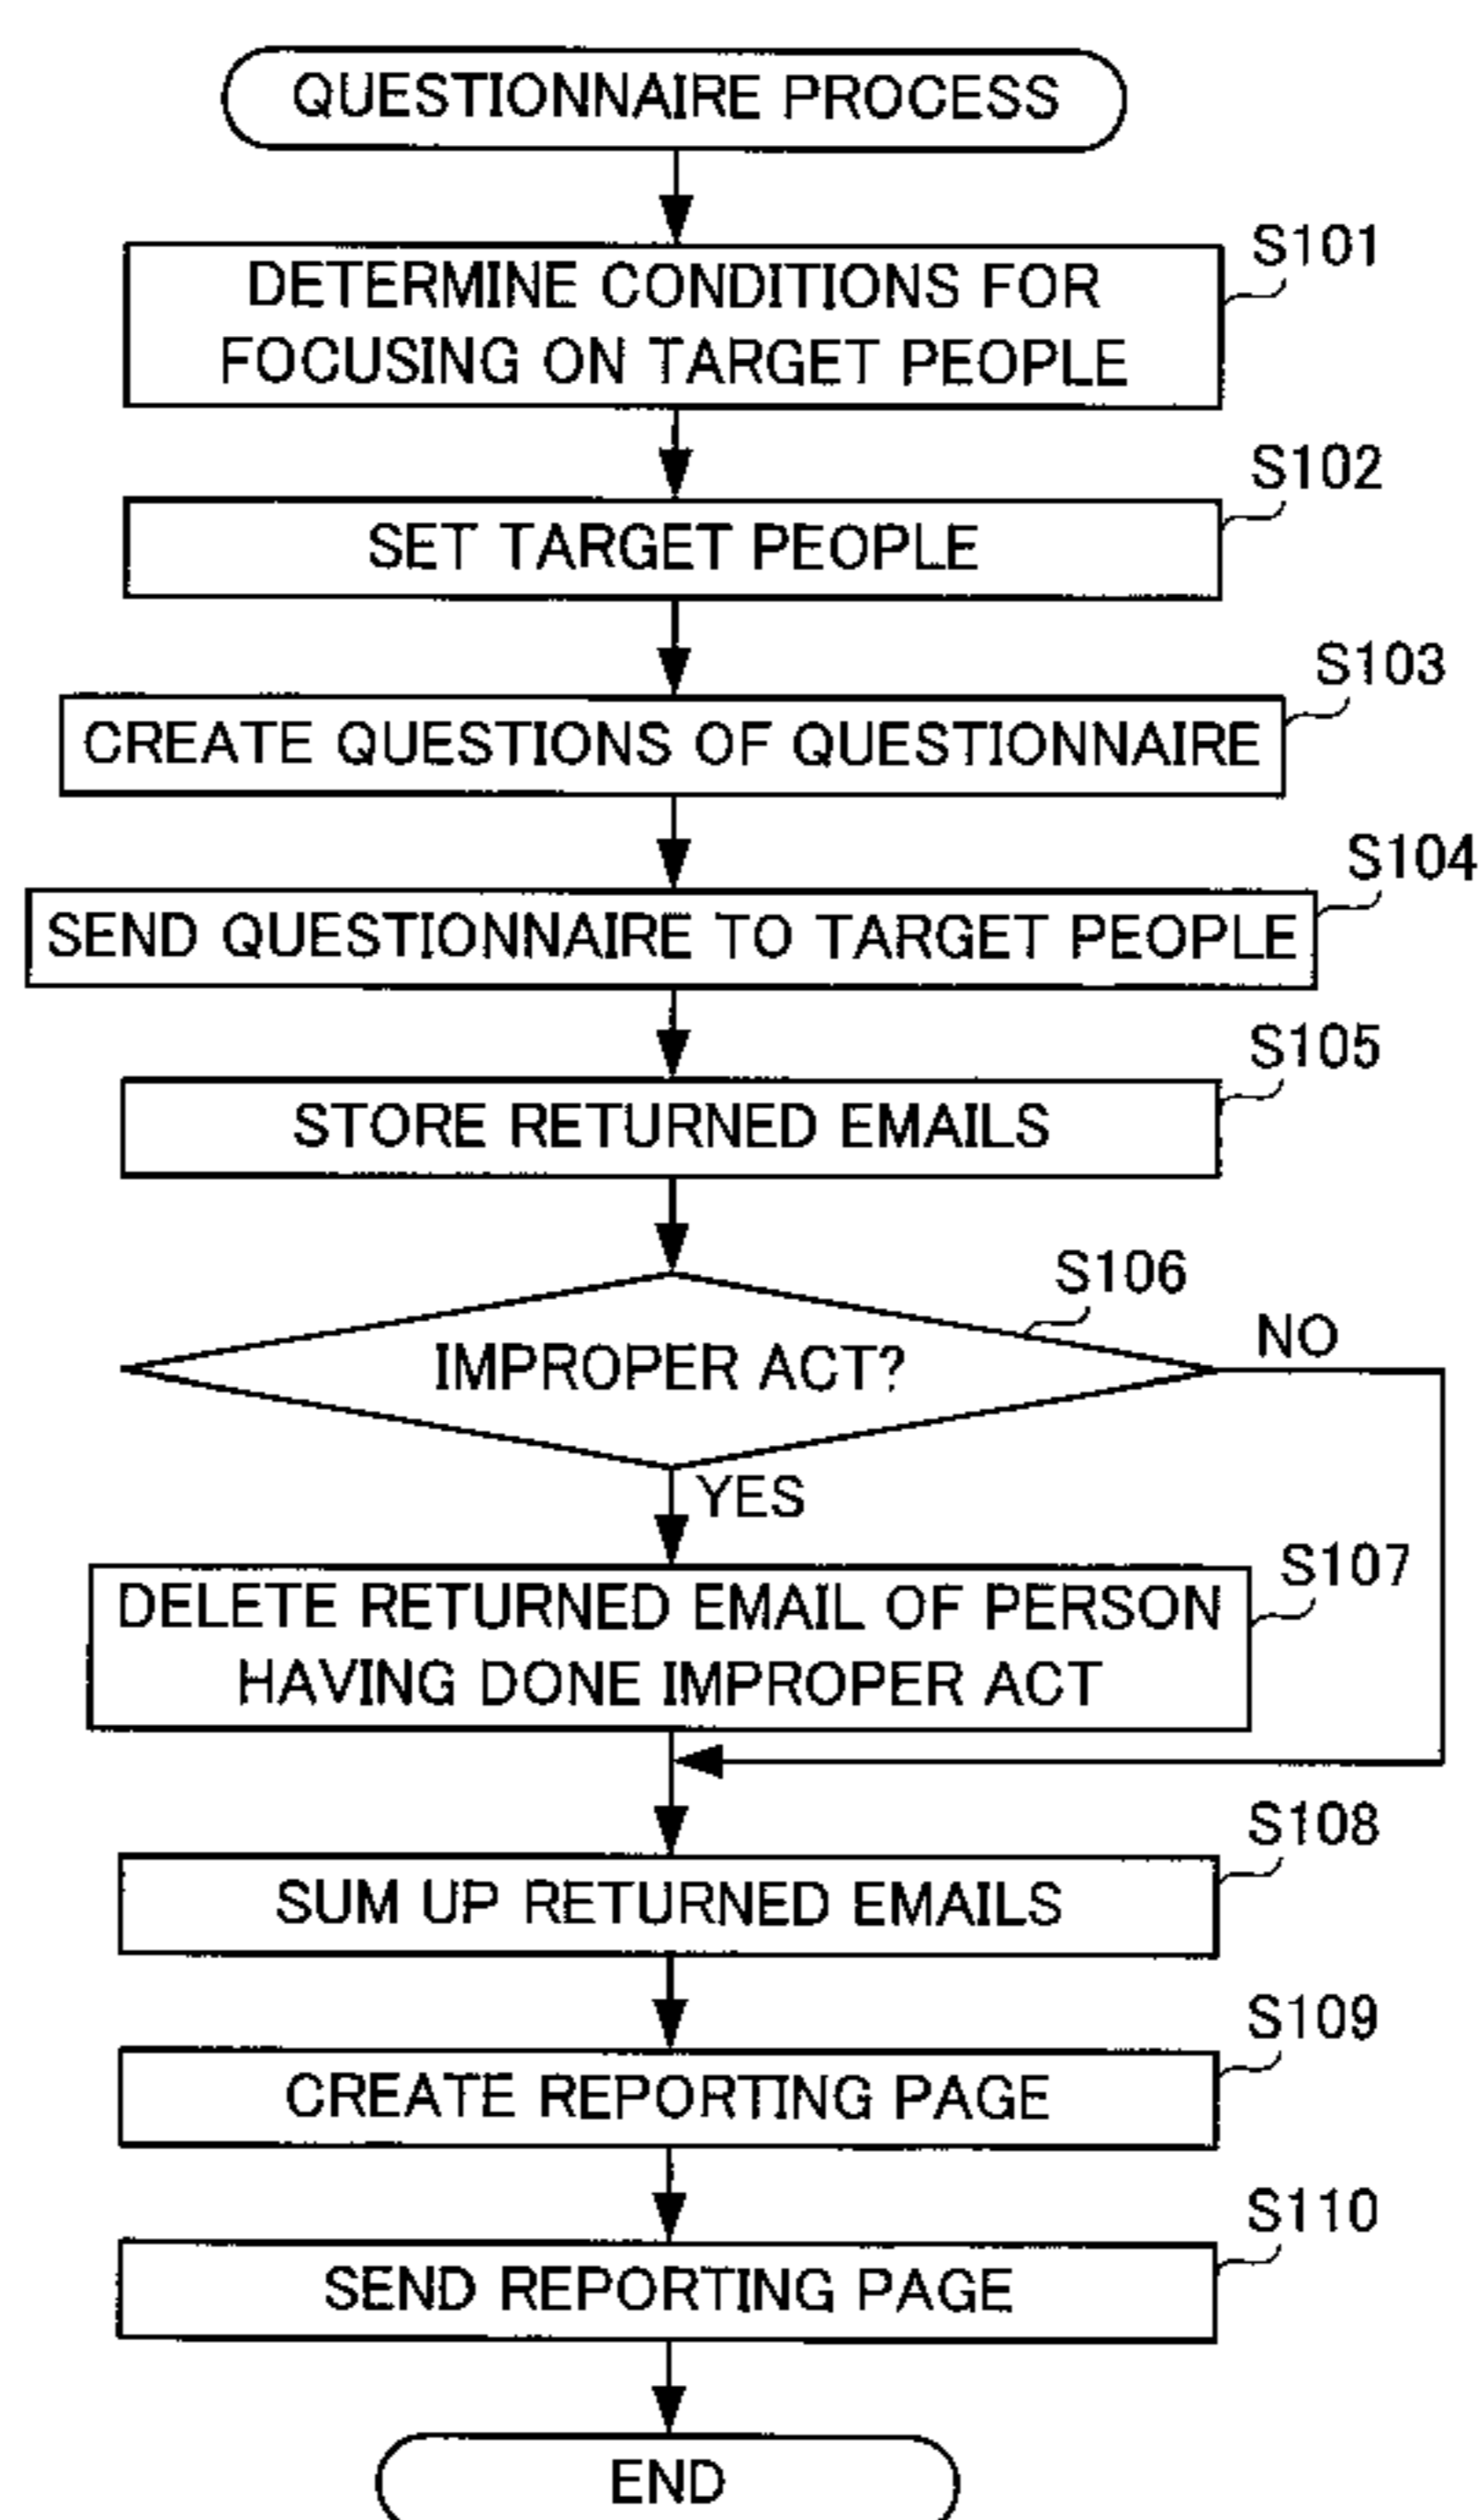 QUESTIONNAIRE PROCESS
S101
DETERMINE CONDITIONS FOR
FOCUSING ON TARGET PEOPLE
S102
SET TARGET PEOPLE
S103
CREATE QUESTIONS OF QUESTIONNAIRE
S104
SEND QUESTIONNAIRE TO TARGET PEOPLE
S105
STORE RETURNED EMAILS
S106
NO
IMPROPER ACT?
YES
S107
DELETE RETURNED EMAIL OF PERSON
HAVING DONE IMPROPER ACT
S108
SUM UP RETURNED EMAILS
S109
CREATE REPORTING PAGE
S110
SEND REPORTING PAGE
END